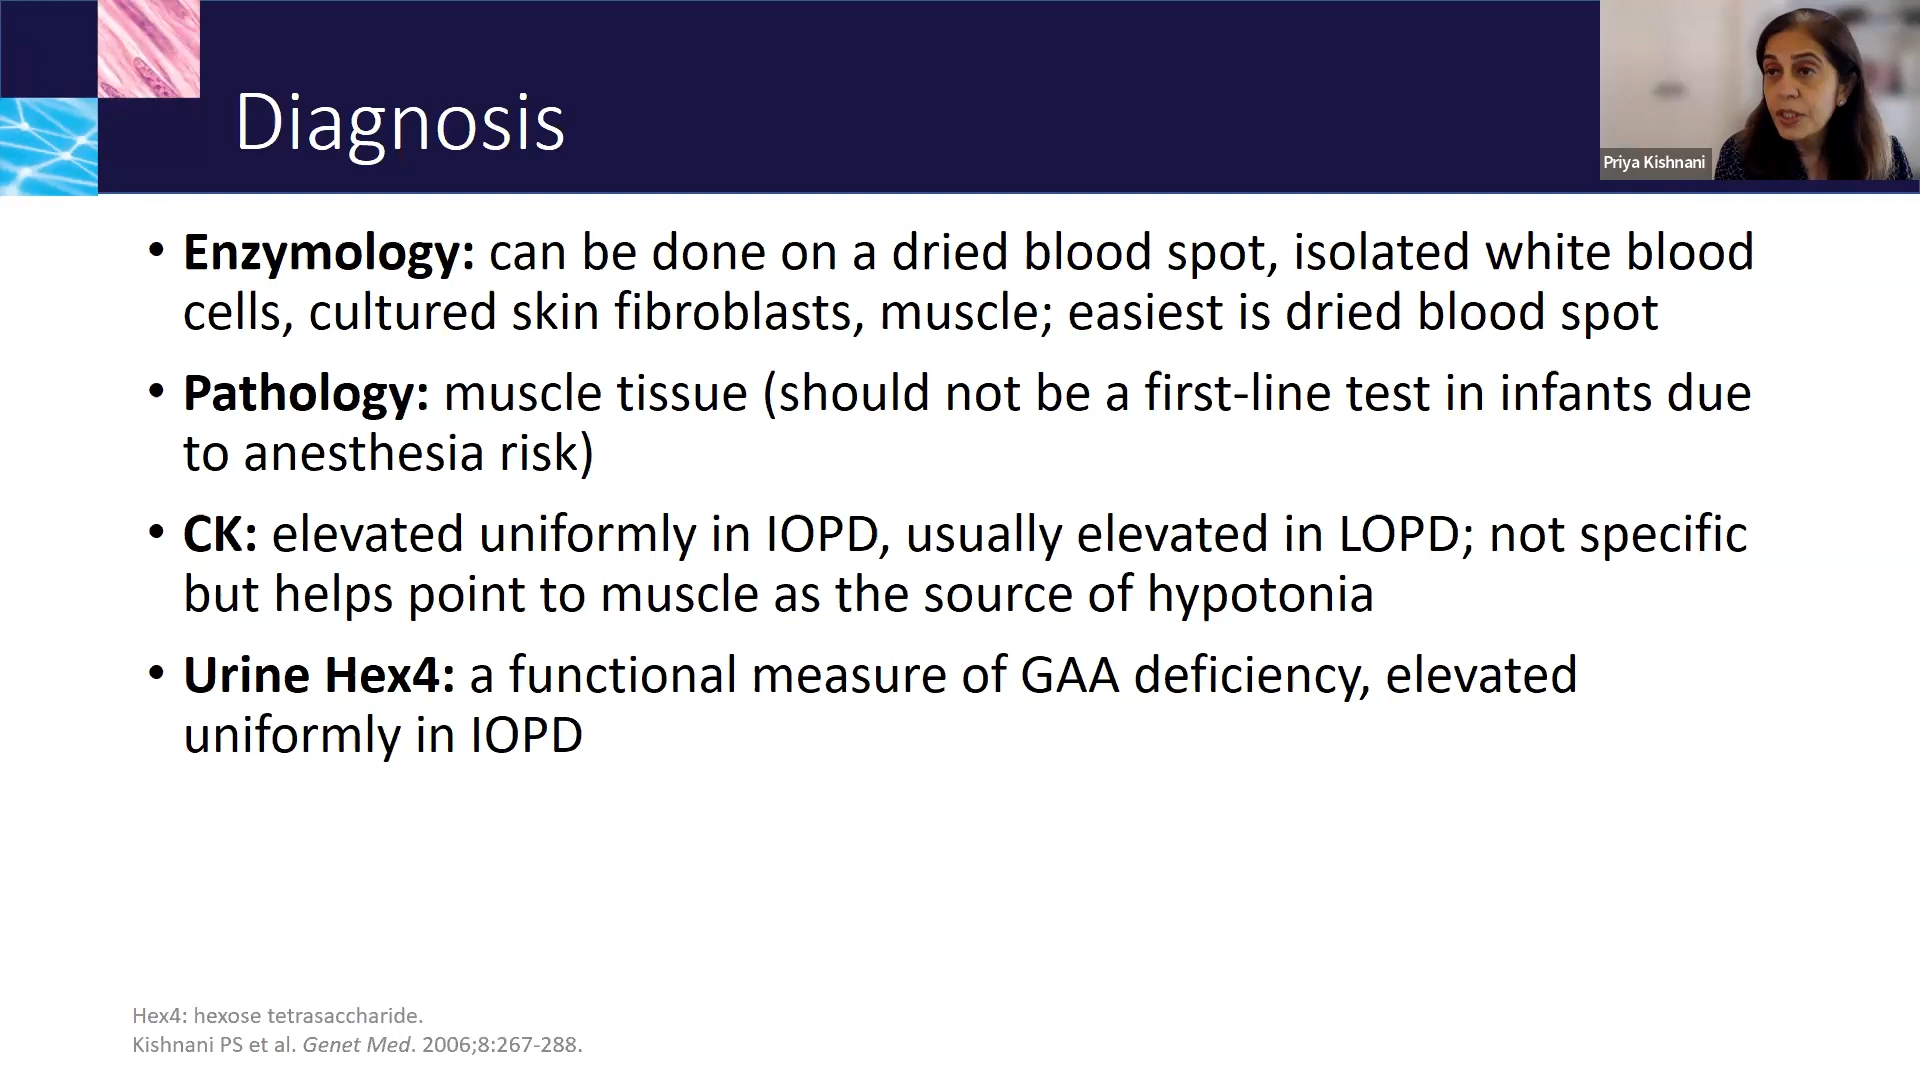 Diagnosis
Priya Kishnani
• Enzymology: can be done on a dried blood spot, isolated white blood
cells, cultured skin fibroblasts, muscle; easiest is dried blood spot
• Pathology: muscle tissue (should not be a first-line test in infants due
to anesthesia risk)
• CK: elevated uniformly in IOPD, usually elevated in LOPD; not specific
but helps point to muscle as the source of hypotonia
• Urine Hex4: a functional measure of GAA deficiency, elevated
uniformly in IOPD
Hex4: hexose tetrasaccharide.
Kishnani PS et al. Genet Med. 2006;8:267-288.